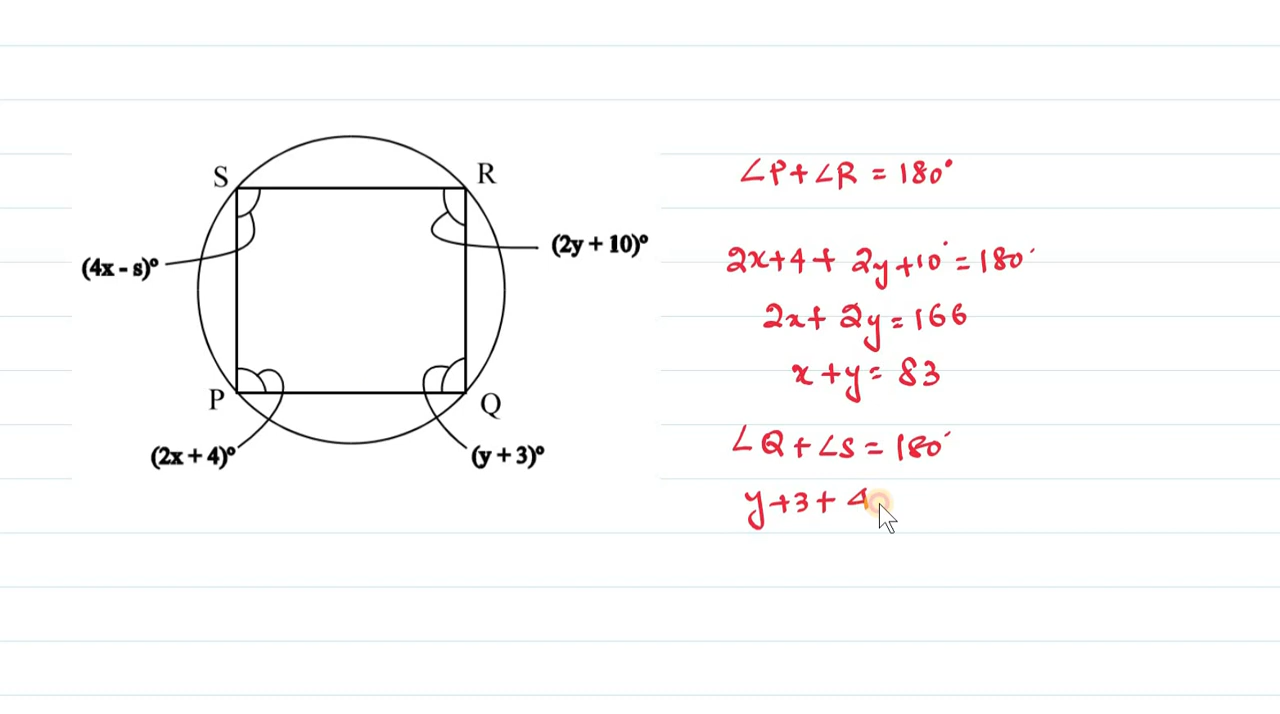 S
R
(2y + 10)°
(4x - s)°
P
Q
(2x + 4)°
(y + 3)°
∠P+∠R = 180°
2x+4 + 2y+10° = 180°
2x + 2y = 166
x + y = 83
∠Q + ∠S = 180°
y+3 + 4